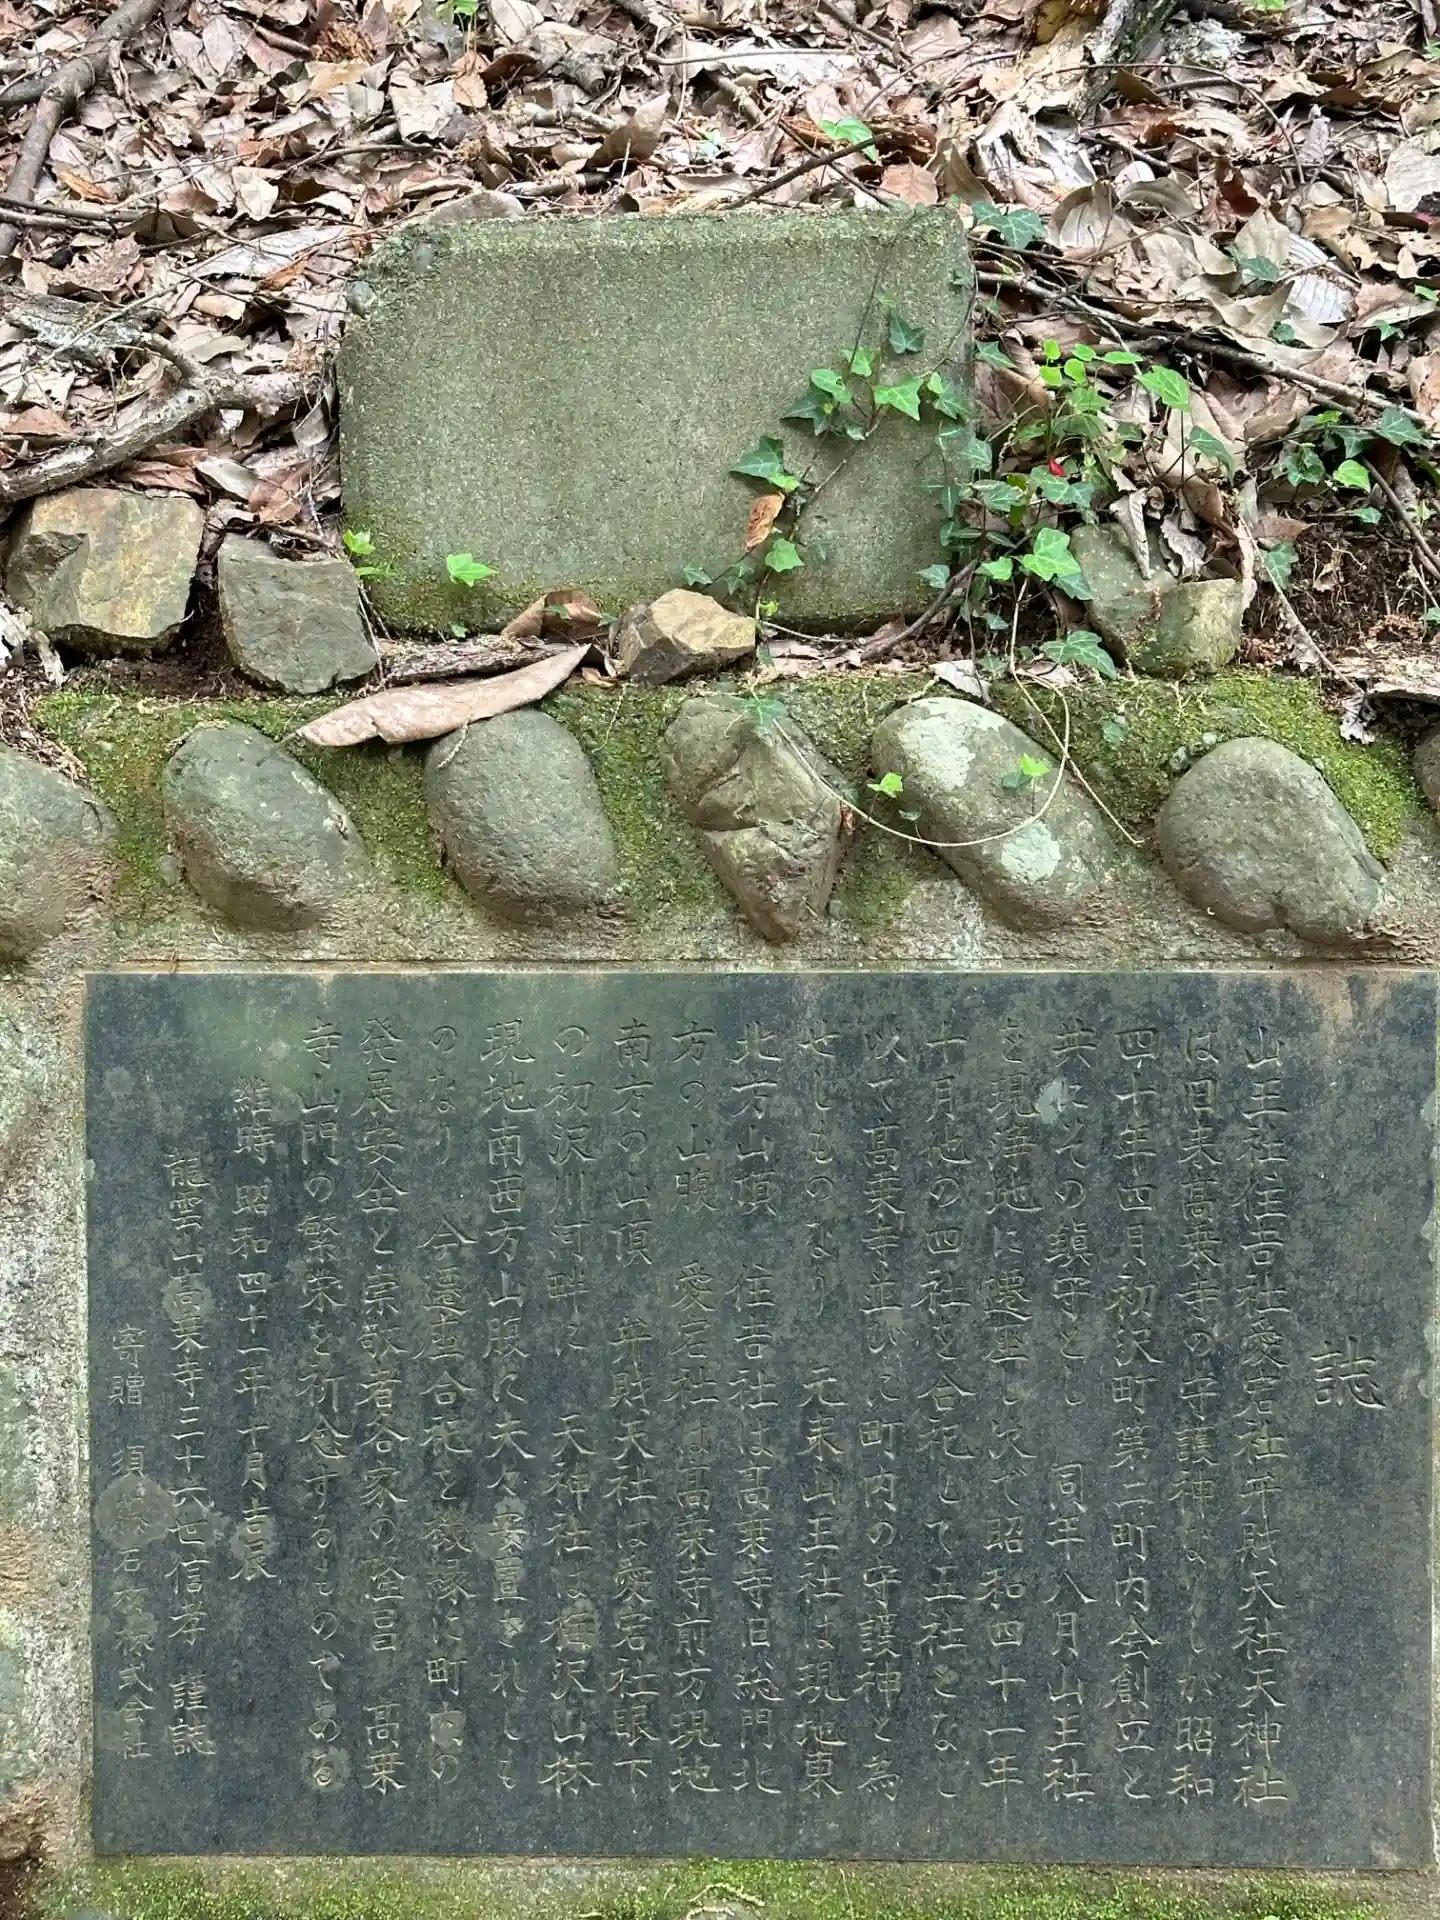 誌
山王社住吉社愛宕社弁財天社天神社
は旧来高乗寺の守護神なりしが昭和
四十年四月初沢町第二町内会創立と
共にその鎮守とし　同年八月山王社
を現浄地に遷座し次で昭和四十一年
十月他の四社を合祀して五社となし
以て高乗寺並びに町内の守護神と為
せしものなり　元来山王社は現地東
北方山頂　住吉社は高乗寺旧総門北
方の山腹　愛宕社は高乗寺前方現地
南方の山頂　弁財天社は愛宕社眼下
の初沢川河畔に　天神社は初沢山林
現地南西方山腹に夫々安置されしも
のなり　今遷座合祀を機縁に町内の
発展安全と崇敬者各家の隆昌　高乗
寺山門の繁栄を祈念するものである
維時　昭和四十一年十月吉辰
龍雲山高乗寺三十六世信孝　謹誌
寄贈　須　石材株式会社